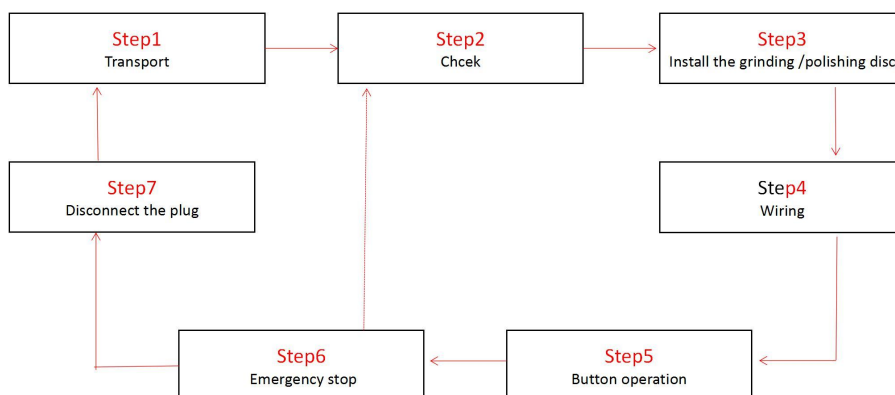 Step1
Transport
Step2
Chcek
Step3
Install the grinding /polishing disc
Step7
Disconnect the plug
Step4
Wiring
Step6
Emergency stop
Step5
Button operation